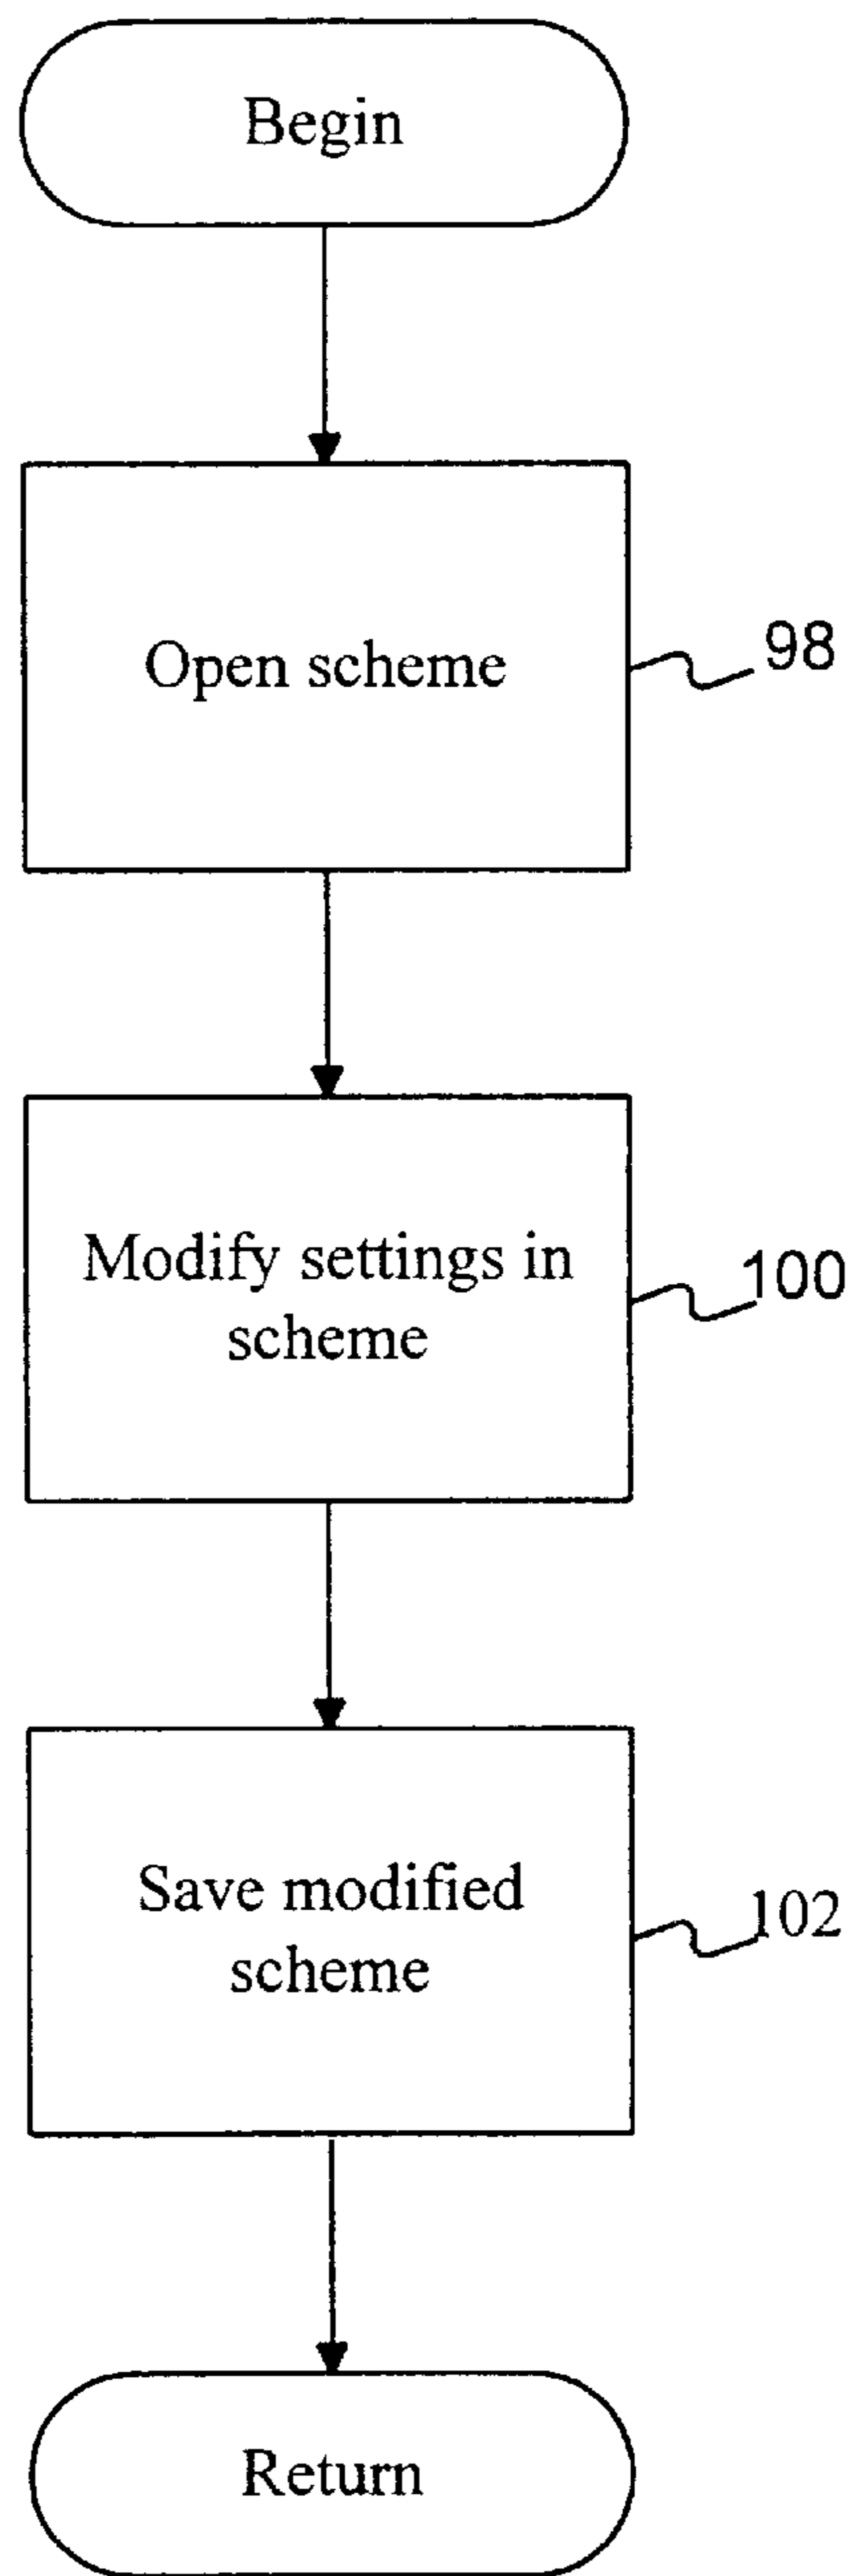 Begin
Open scheme
98
Modify settings in
scheme
100
Save modified
scheme
102
Return